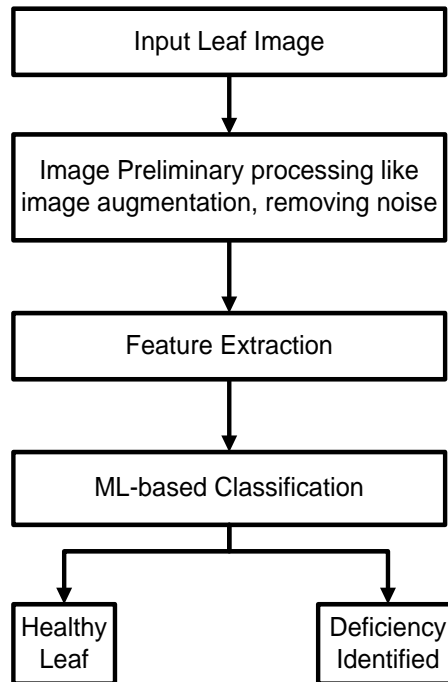 Input Leaf Image
Image Preliminary processing like
image augmentation, removing noise
Feature Extraction
ML-based Classification
Healthy
Leaf
Deficiency
Identified